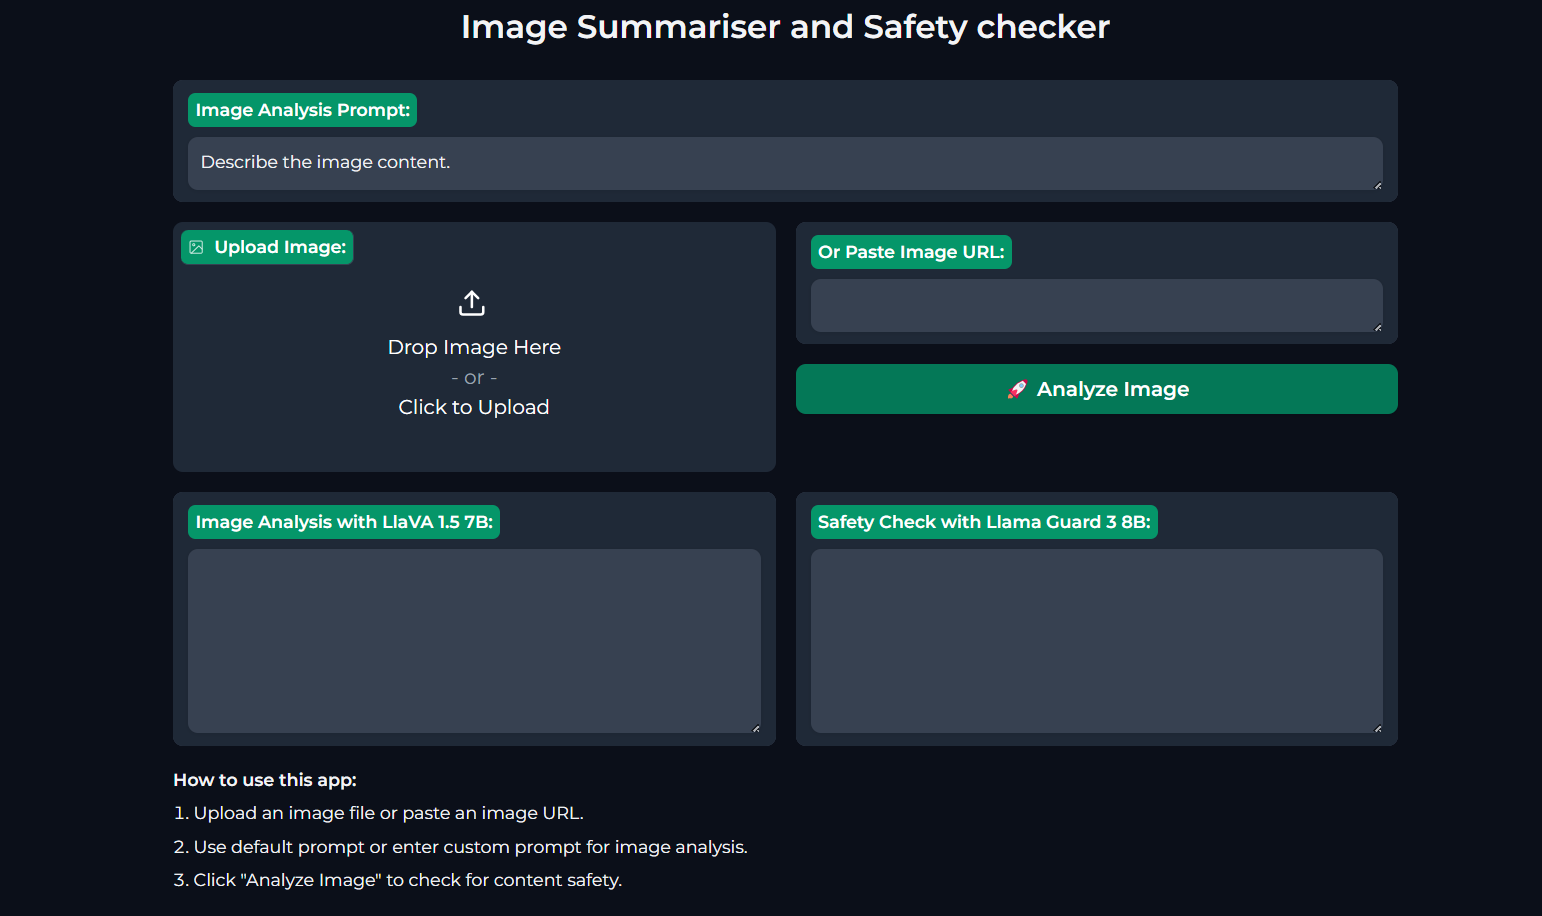 Image Summariser and Safety checker
Image Analysis Prompt:
Describe the image content.
Upload Image:
Drop Image Here
- or -
Click to Upload
Or Paste Image URL:
🚀 Analyze Image
Image Analysis with LlaVA 1.5 7B:
Safety Check with Llama Guard 3 8B:
How to use this app:
1. Upload an image file or paste an image URL.
2. Use default prompt or enter custom prompt for image analysis.
3. Click "Analyze Image" to check for content safety.